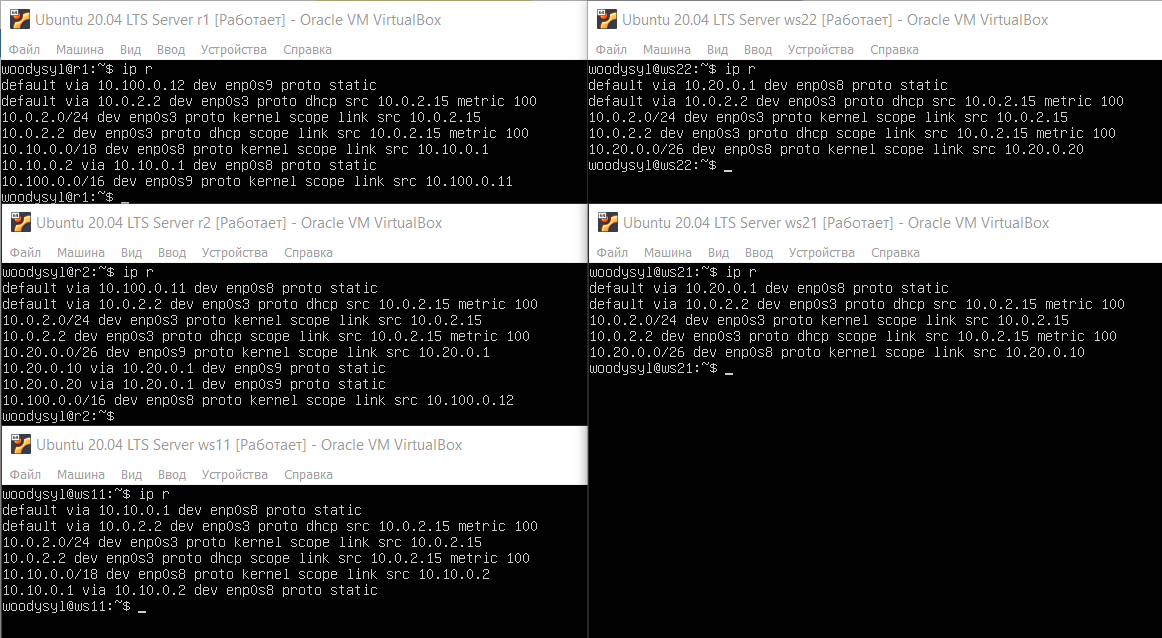 Ubuntu 20.04 LTS Server r1 [Работает] - Oracle VM VirtualBox
Файл Машина Вид Ввод Устройства Справка
woodysyl@r1:~$ ip r
default via 10.100.0.12 dev enp0s9 proto static
default via 10.0.2.2 dev enp0s3 proto dhcp src 10.0.2.15 metric 100
10.0.2.0/24 dev enp0s3 proto kernel scope link src 10.0.2.15
10.0.2.2 dev enp0s3 proto dhcp scope link src 10.0.2.15 metric 100
10.10.0.0/18 dev enp0s8 proto kernel scope link src 10.10.0.1
10.10.0.2 via 10.10.0.1 dev enp0s8 proto static
10.100.0.0/16 dev enp0s9 proto kernel scope link src 10.100.0.11
woodysyl@r1:~$ _
Ubuntu 20.04 LTS Server ws22 [Работает] - Oracle VM VirtualBox
Файл Машина Вид Ввод Устройства Справка
woodysyl@ws22:~$ ip r
default via 10.20.0.1 dev enp0s8 proto static
default via 10.0.2.2 dev enp0s3 proto dhcp src 10.0.2.15 metric 100
10.0.2.0/24 dev enp0s3 proto kernel scope link src 10.0.2.15
10.0.2.2 dev enp0s3 proto dhcp scope link src 10.0.2.15 metric 100
10.20.0.0/26 dev enp0s8 proto kernel scope link src 10.20.0.20
woodysyl@ws22:~$ _
Ubuntu 20.04 LTS Server r2 [Работает] - Oracle VM VirtualBox
Файл Машина Вид Ввод Устройства Справка
woodysyl@r2:~$ ip r
default via 10.100.0.11 dev enp0s8 proto static
default via 10.0.2.2 dev enp0s3 proto dhcp src 10.0.2.15 metric 100
10.0.2.0/24 dev enp0s3 proto kernel scope link src 10.0.2.15
10.0.2.2 dev enp0s3 proto dhcp scope link src 10.0.2.15 metric 100
10.20.0.0/26 dev enp0s9 proto kernel scope link src 10.20.0.1
10.20.0.10 via 10.20.0.1 dev enp0s9 proto static
10.20.0.20 via 10.20.0.1 dev enp0s9 proto static
10.100.0.0/16 dev enp0s8 proto kernel scope link src 10.100.0.12
woodysyl@r2:~$
Ubuntu 20.04 LTS Server ws21 [Работает] - Oracle VM VirtualBox
Файл Машина Вид Ввод Устройства Справка
woodysyl@ws21:~$ ip r
default via 10.20.0.1 dev enp0s8 proto static
default via 10.0.2.2 dev enp0s3 proto dhcp src 10.0.2.15 metric 100
10.0.2.0/24 dev enp0s3 proto kernel scope link src 10.0.2.15
10.0.2.2 dev enp0s3 proto dhcp scope link src 10.0.2.15 metric 100
10.20.0.0/26 dev enp0s8 proto kernel scope link src 10.20.0.10
woodysyl@ws21:~$ _
Ubuntu 20.04 LTS Server ws11 [Работает] - Oracle VM VirtualBox
Файл Машина Вид Ввод Устройства Справка
woodysyl@ws11:~$ ip r
default via 10.10.0.1 dev enp0s8 proto static
default via 10.0.2.2 dev enp0s3 proto dhcp src 10.0.2.15 metric 100
10.0.2.0/24 dev enp0s3 proto kernel scope link src 10.0.2.15
10.0.2.2 dev enp0s3 proto dhcp scope link src 10.0.2.15 metric 100
10.10.0.0/18 dev enp0s8 proto kernel scope link src 10.10.0.2
10.10.0.1 via 10.10.0.2 dev enp0s8 proto static
woodysyl@ws11:~$ _